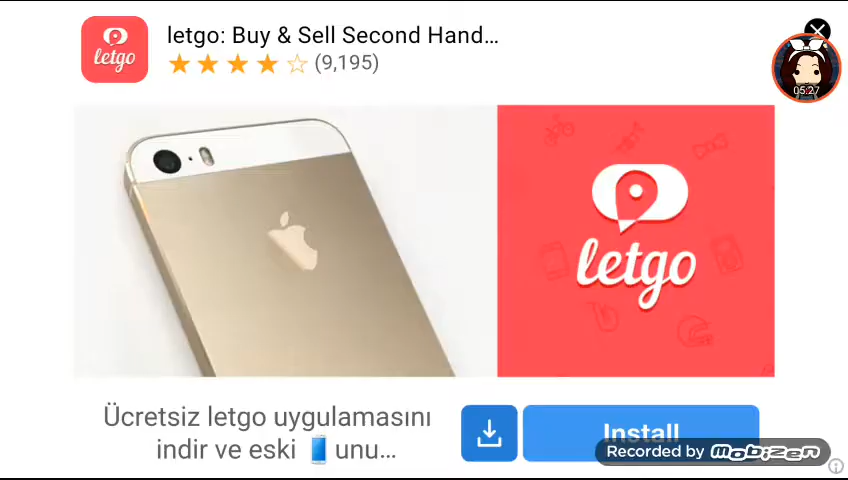 letgo
letgo: Buy & Sell Second Hand...
(9,195)
05:27
letgo
Ücretsiz letgo uygulamasını
indir ve eski 📱unu...
Install
Recorded by MOBIZEN